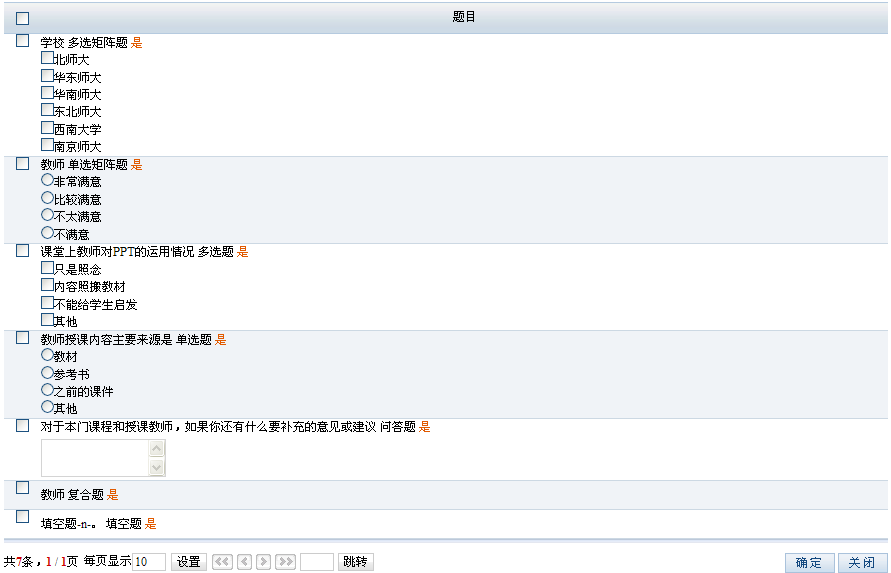 题目
学校 多选矩阵题 是
北师大
华东师大
华南师大
东北师大
西南大学
南京师大
教师 单选矩阵题 是
非常满意
比较满意
不太满意
不满意
课堂上教师对PPT的运用情况 多选题 是
只是照念
内容照搬教材
不能给学生启发
其他
教师授课内容主要来源是 单选题 是
教材
参考书
之前的课件
其他
对于本门课程和授课教师，如果你还有什么要补充的意见或建议 问答题 是
教师 复合题 是
填空题-n-。 填空题 是
共7条，1 / 1页 每页显示 10 设置 跳转 确定 关闭